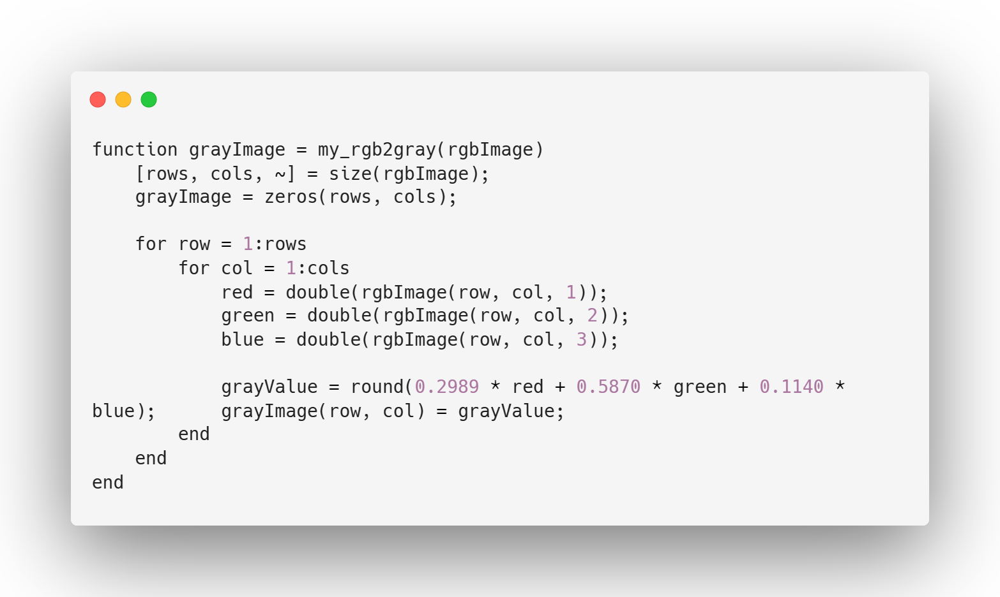 function grayImage = my_rgb2gray(rgbImage)
    [rows, cols, ~] = size(rgbImage);
    grayImage = zeros(rows, cols);

    for row = 1:rows
        for col = 1:cols
            red = double(rgbImage(row, col, 1));
            green = double(rgbImage(row, col, 2));
            blue = double(rgbImage(row, col, 3));

            grayValue = round(0.2989 * red + 0.5870 * green + 0.1140 *
blue);      grayImage(row, col) = grayValue;
        end
    end
end